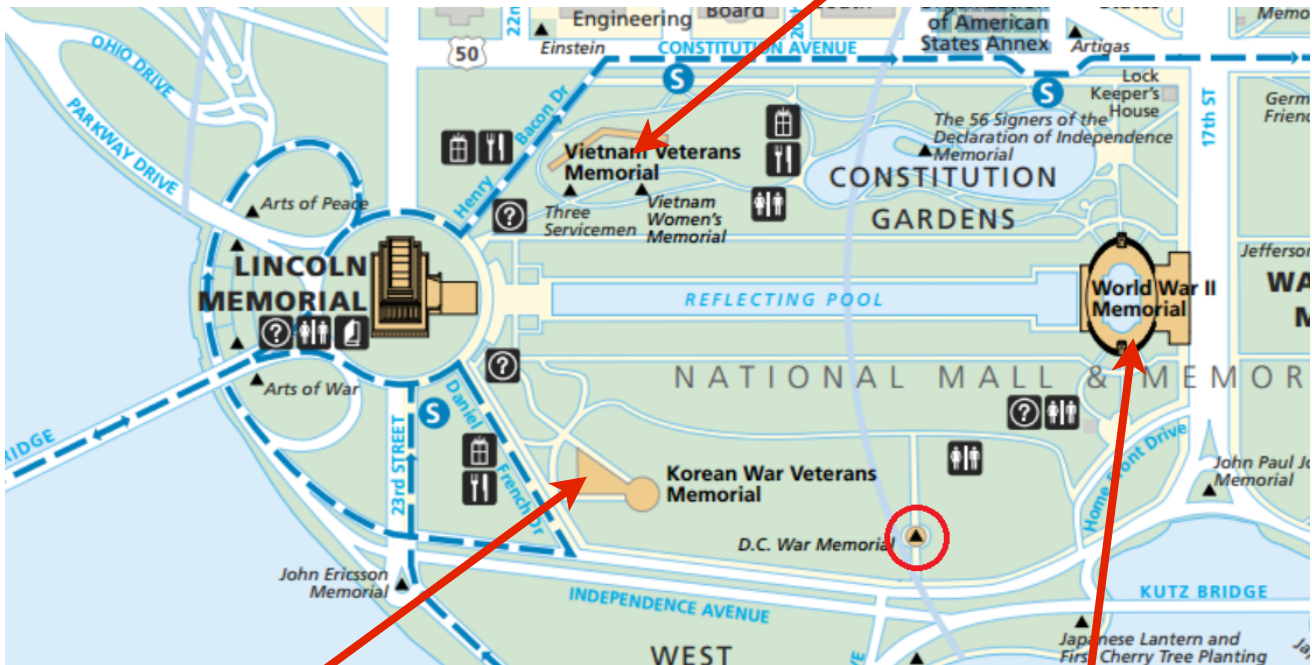 Engineering
Board
50
Einstein
CONSTITUTION AVENUE
of American
States Annex
Artigas
Memo
OHIO DRIVE
PARKWAY DRIVE
Henry Bacon Dr
S
S
Lock
Keeper's
House
17th ST
Germ
Friend
The 56 Signers of the
Declaration of Independence
Memorial
Vietnam Veterans
Memorial
CONSTITUTION
GARDENS
Arts of Peace
?
Three
Servicemen
Vietnam
Women's
Memorial
LINCOLN
MEMORIAL
REFLECTING POOL
World War II
Memorial
Jefferson
WA
M
?
?
Arts of War
NATIONAL MALL & MEMOR
S
?
RIDGE
23rd STREET
Daniel French Dr
Korean War Veterans
Memorial
Home Front Drive
John Paul Jo
Memorial
D.C. War Memorial
John Ericsson
Memorial
INDEPENDENCE AVENUE
KUTZ BRIDGE
WEST
VE
Japanese Lantern and
First Cherry Tree Planting